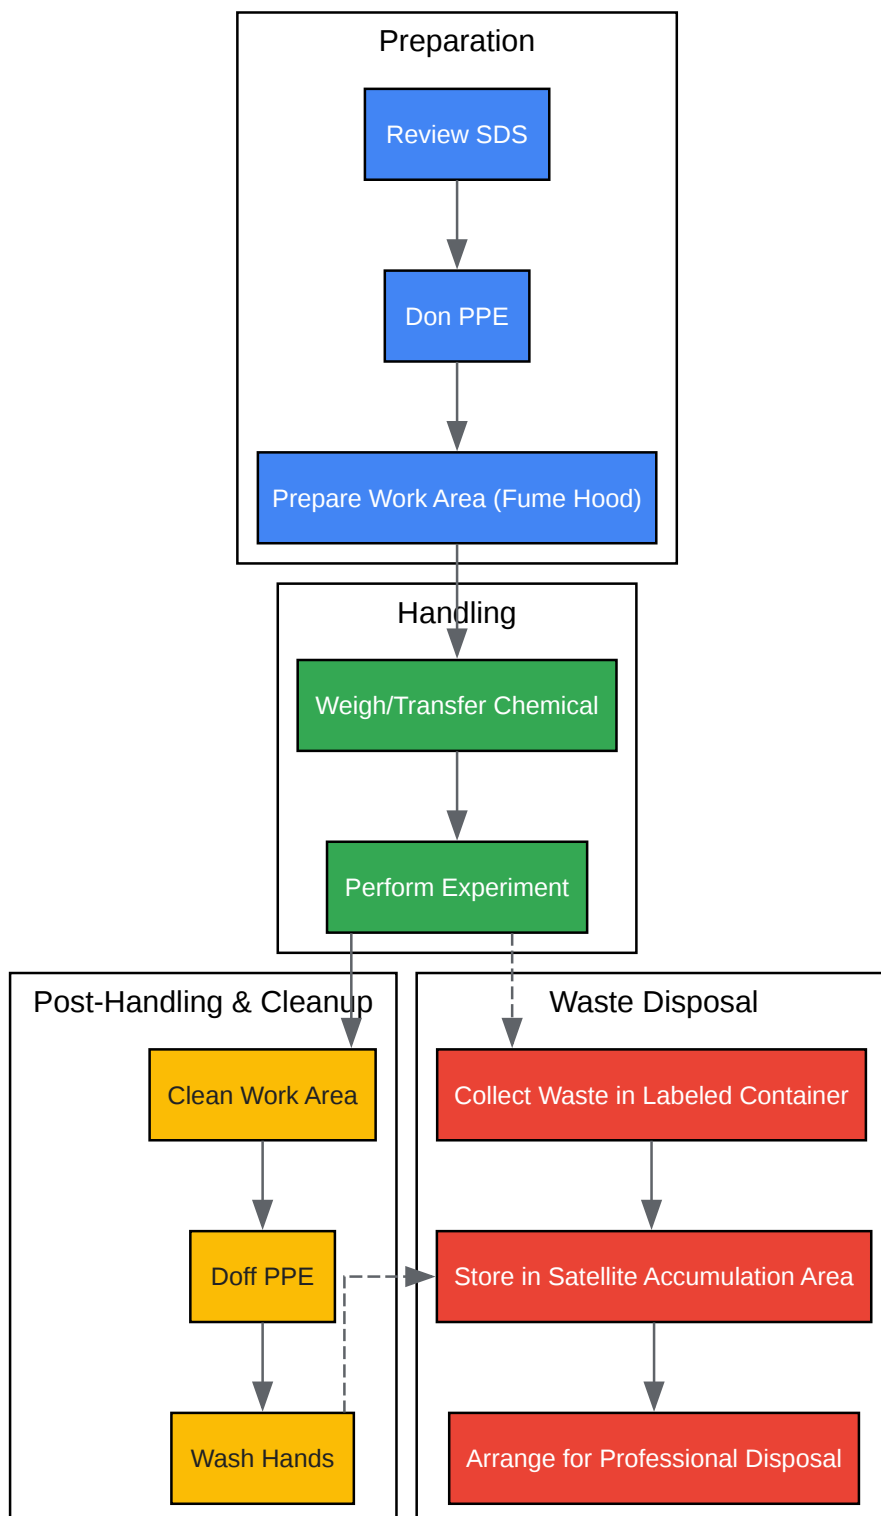 Preparation
Review SDS
Don PPE
Prepare Work Area (Fume Hood)
Handling
Weigh/Transfer Chemical
Perform Experiment
Post-Handling & Cleanup
Clean Work Area
Doff PPE
Wash Hands
Waste Disposal
Collect Waste in Labeled Container
Store in Satellite Accumulation Area
Arrange for Professional Disposal